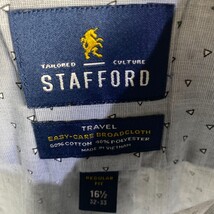 TAILORED CULTURE
STAFFORD
TRAVEL
EASY-CARE BROADCLOTH
60% COTTON 40% POLYESTER
MADE IN VIETNAM
REGULAR
FIT
16½
32-33